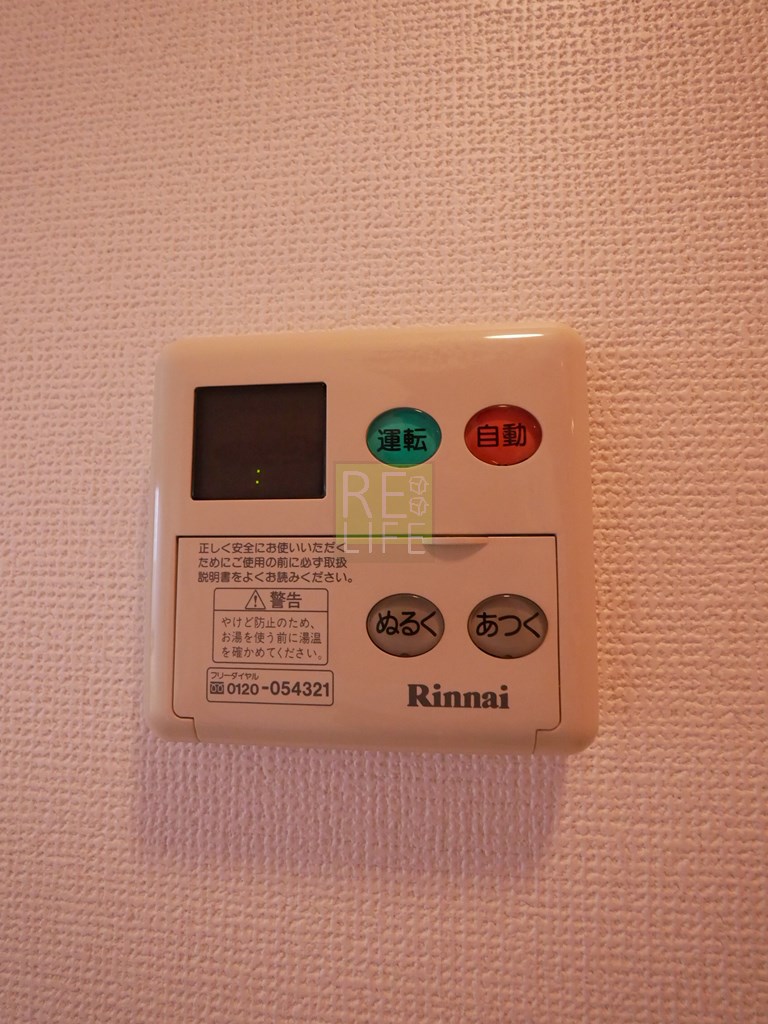 運転
自動
RE
LIFE
正しく安全にお使いいただく
ためにご使用の前に必ず取扱
説明書をよくお読みください。
警告
やけど防止のため、
お湯を使う前に湯温
を確かめてください。
フリーダイヤル
0120-054321
ぬるく
あつく
Rinnai